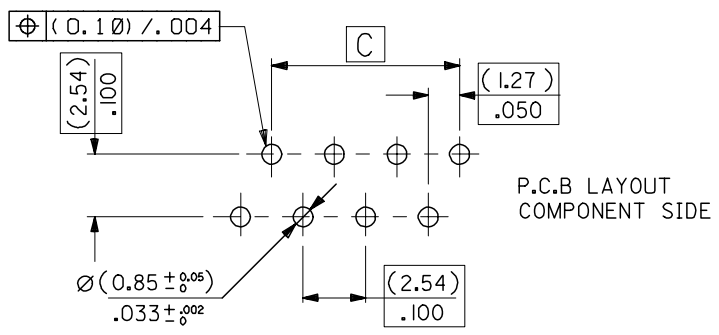 ⌖ (0.10)/.004
C
(2.54)
.100
(1.27)
.050
P.C.B LAYOUT
COMPONENT SIDE
Ø(0.85 ± 0.05 0)
.033± .002 0
(2.54)
.100